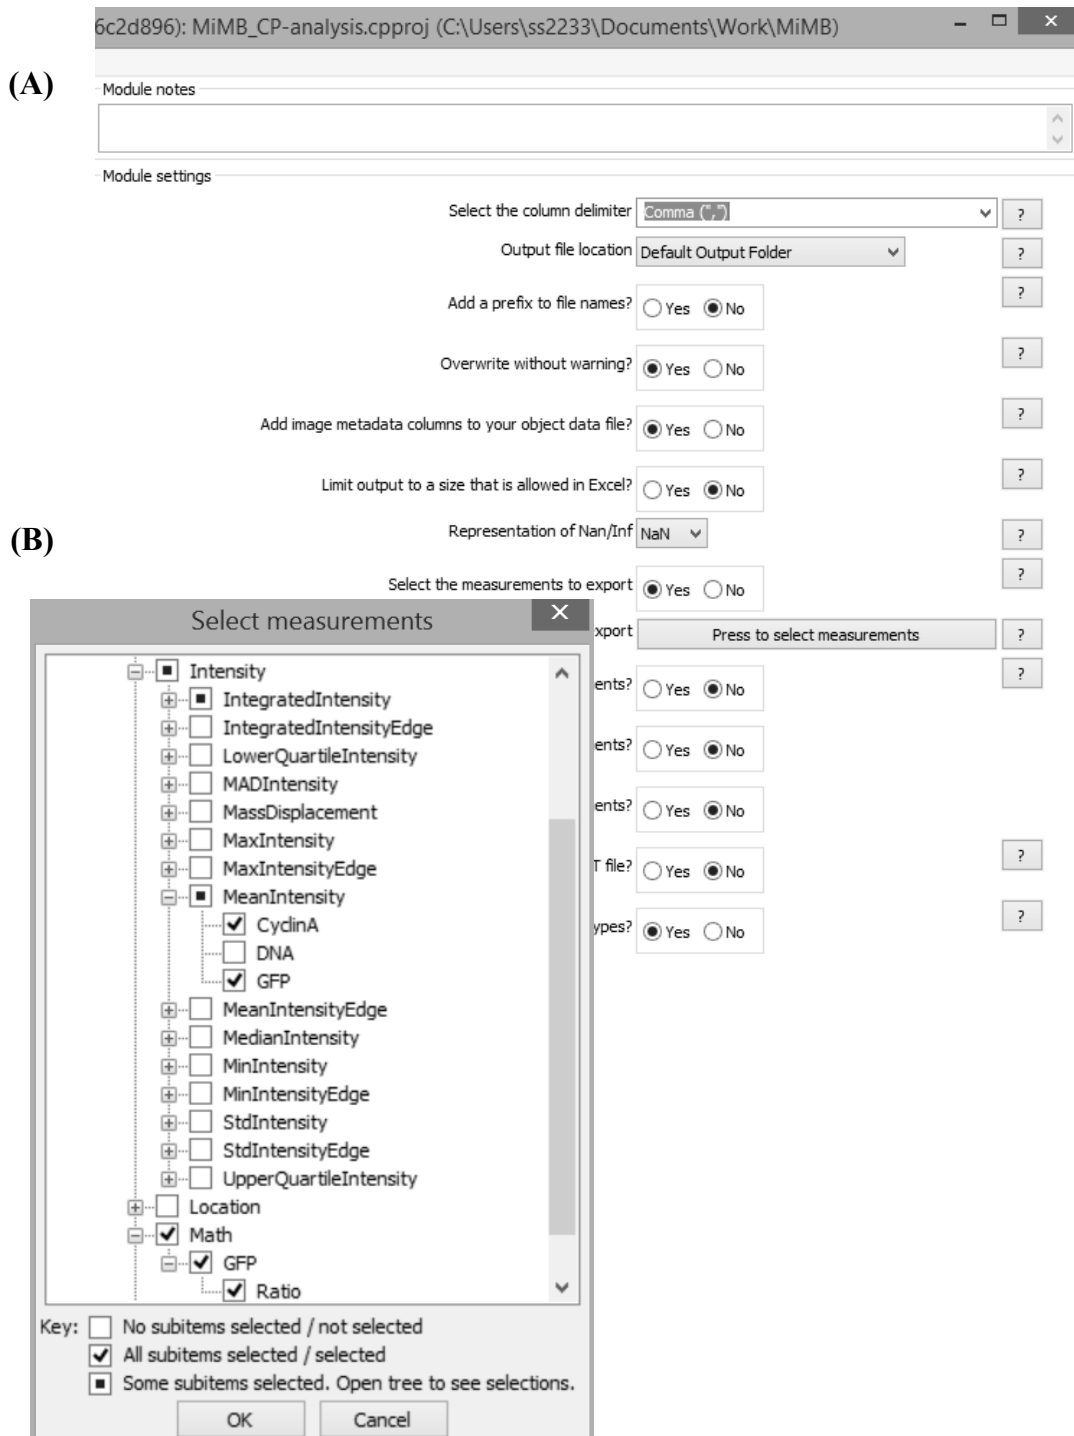 6c2d896): MiMB_CP-analysis.cpproj (C:\Users\ss2233\Documents\Work\MiMB)
(A)
Module notes
Module settings
Select the column delimiter Comma (",") ?
Output file location Default Output Folder ?
Add a prefix to file names? Yes No ?
Overwrite without warning? Yes No ?
Add image metadata columns to your object data file? Yes No ?
Limit output to a size that is allowed in Excel? Yes No ?
Representation of Nan/Inf NaN ?
Select the measurements to export Yes No ?
xport Press to select measurements ?
ents? Yes No ?
ents? Yes No
ents? Yes No
T file? Yes No ?
ypes? Yes No ?
(B)
Select measurements
Intensity
IntegratedIntensity
IntegratedIntensityEdge
LowerQuartileIntensity
MADIntensity
MassDisplacement
MaxIntensity
MaxIntensityEdge
MeanIntensity
CyclinA
DNA
GFP
MeanIntensityEdge
MedianIntensity
MinIntensity
MinIntensityEdge
StdIntensity
StdIntensityEdge
UpperQuartileIntensity
Location
Math
GFP
Ratio
Key: No subitems selected / not selected
All subitems selected / selected
Some subitems selected. Open tree to see selections.
OK Cancel